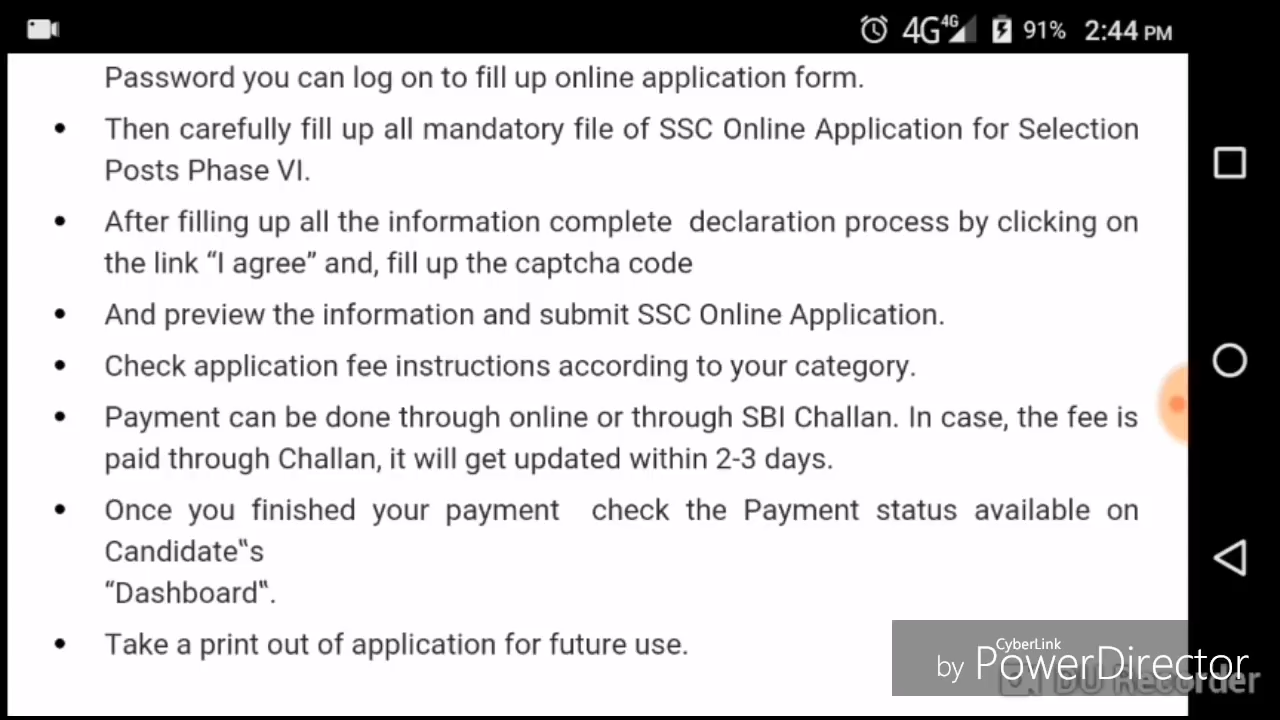 4G 4G 91% 2:44 PM
Password you can log on to fill up online application form.
• Then carefully fill up all mandatory file of SSC Online Application for Selection
Posts Phase VI.
• After filling up all the information complete declaration process by clicking on
the link “I agree” and, fill up the captcha code
• And preview the information and submit SSC Online Application.
• Check application fee instructions according to your category.
• Payment can be done through online or through SBI Challan. In case, the fee is
paid through Challan, it will get updated within 2-3 days.
• Once you finished your payment check the Payment status available on
Candidate‟s
“Dashboard‟.
• Take a print out of application for future use.
CyberLink
by PowerDirector
DU Recorder